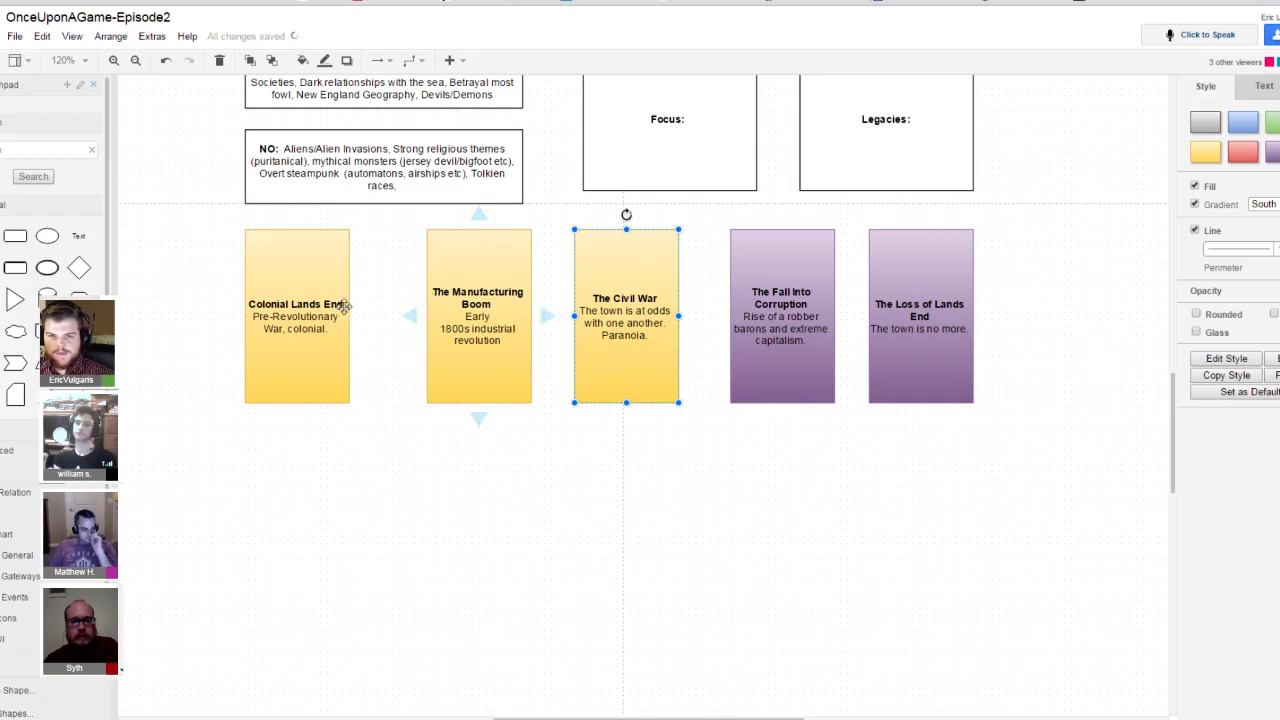 OnceUponAGame-Episode2
Eric L
File Edit View Arrange Extras Help All changes saved
Click to Speak
120%
3 other viewers
hpad
Search
al
Text
Relation
General
Gateways
Events
Shape...
Shapes...
EricVulgaris
william s.
Matthew H.
Syth
Societies, Dark relationships with the sea, Betrayal most
fowl, New England Geography, Devils/Demons
NO: Aliens/Alien Invasions, Strong religious themes
(puritanical), mythical monsters (jersey devil/bigfoot etc),
Overt steampunk (automatons, airships etc), Tolkien
races,
Focus:
Legacies:
Colonial Lands End:
Pre-Revolutionary
War, colonial.
The Manufacturing
Boom
Early
1800s industrial
revolution
The Civil War
The town is at odds
with one another.
Paranoia.
The Fall Into
Corruption
Rise of a robber
barons and extreme
capitalism.
The Loss of Lands
End
The town is no more.
Style Text
Fill
Gradient South
Line
Perimeter
Opacity
Rounded
Glass
Edit Style
Copy Style
Set as Default